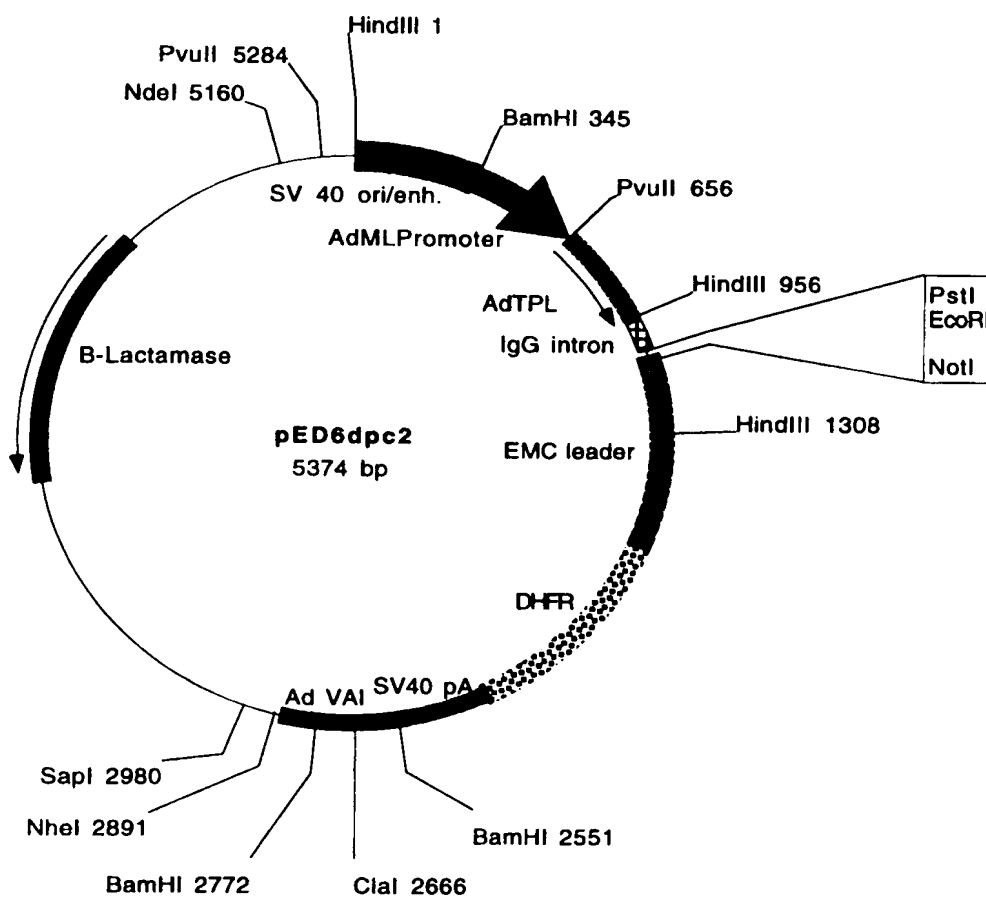 HindIII 1
PvuII 5284
NdeI 5160
BamHI 345
SV 40 ori/enh.
PvuII 656
AdMLPromoter
HindIII 956
AdTPL
PstI
EcoRI
IgG intron
NotI
B-Lactamase
HindIII 1308
pED6dpc2
EMC leader
5374 bp
DHFR
SV40 pA
Ad VAI
SapI 2980
NheI 2891
BamHI 2551
BamHI 2772
ClaI 2666